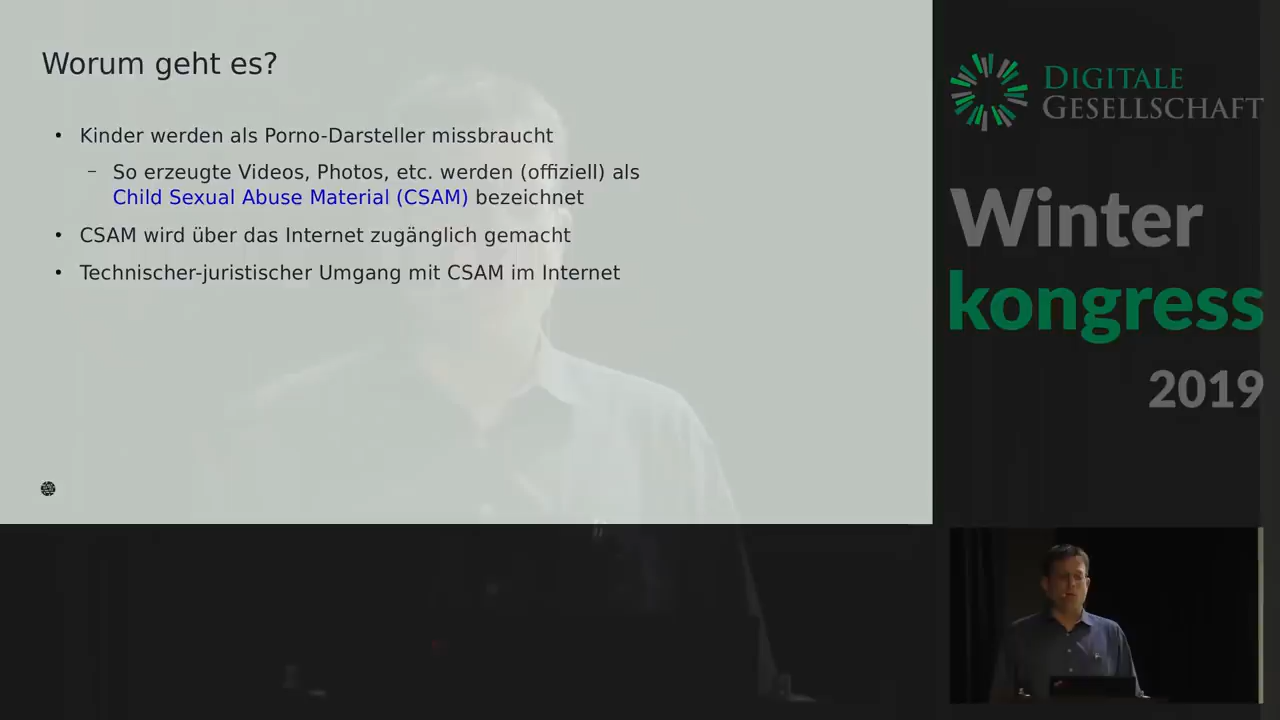 Worum geht es?
• Kinder werden als Porno-Darsteller missbraucht
– So erzeugte Videos, Photos, etc. werden (offiziell) als
Child Sexual Abuse Material (CSAM) bezeichnet
• CSAM wird über das Internet zugänglich gemacht
• Technischer-juristischer Umgang mit CSAM im Internet
DIGITALE
GESELLSCHAFT
Winter
kongress
2019